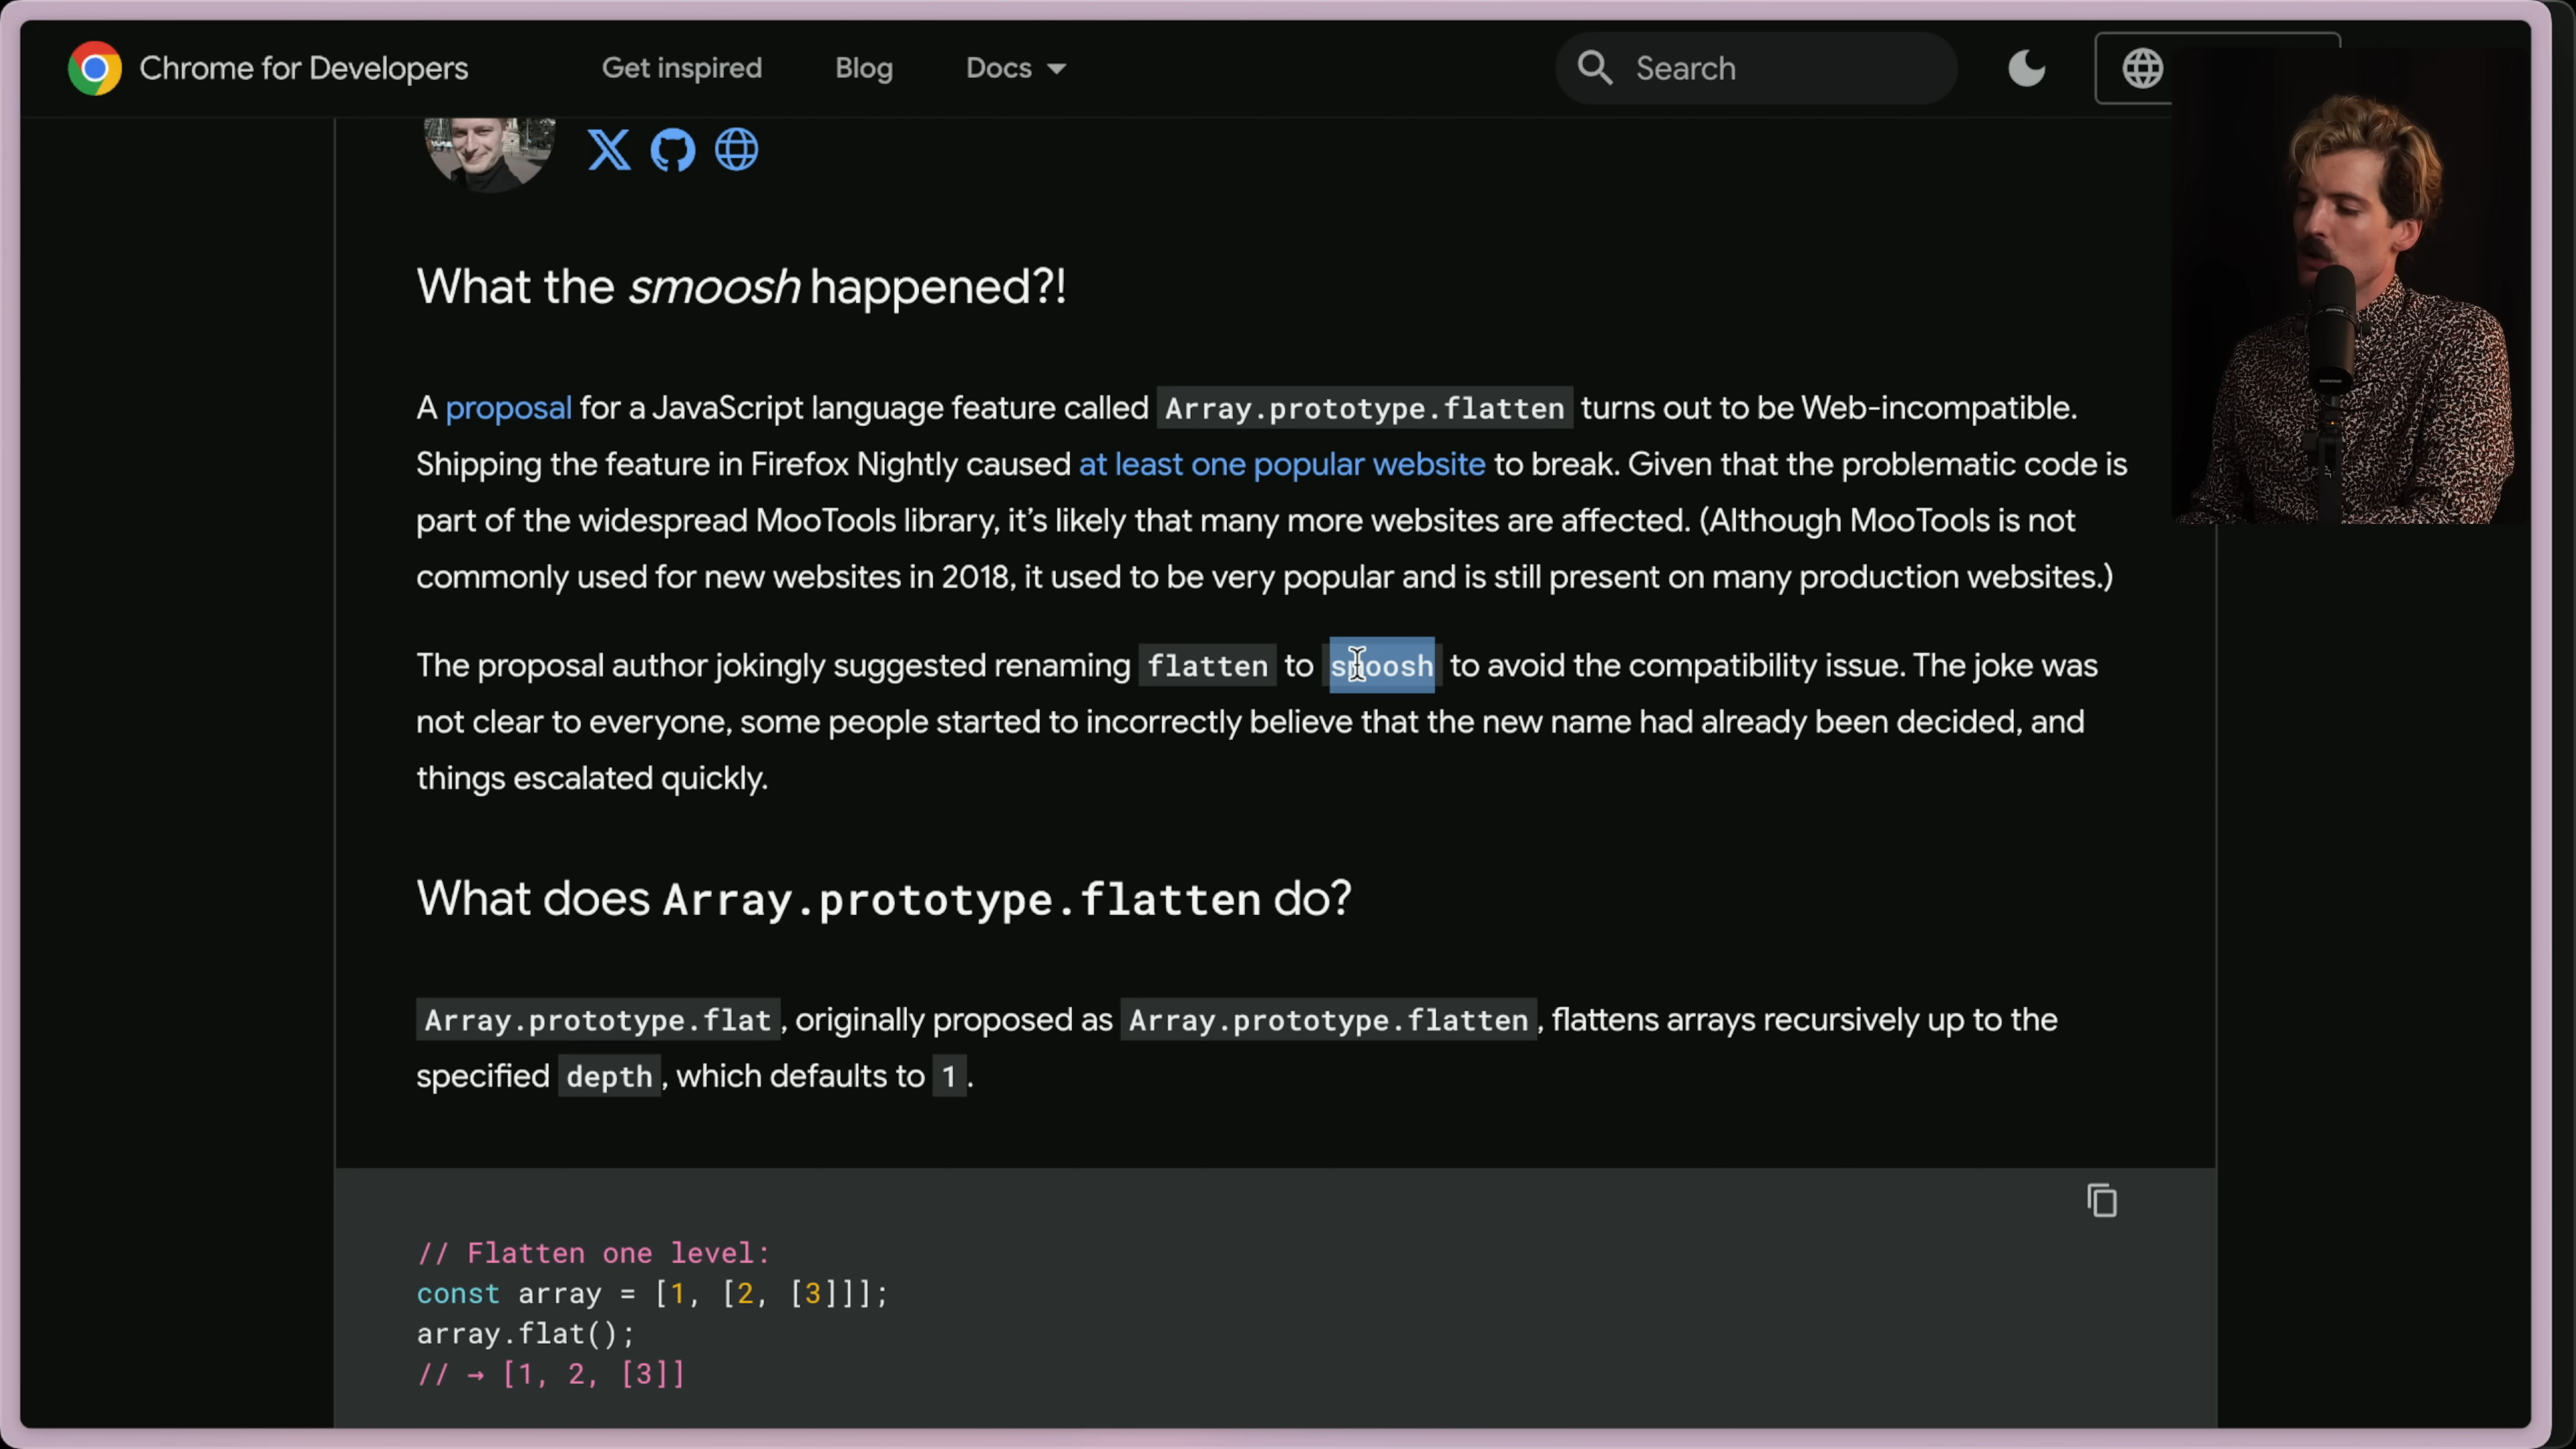 Chrome for Developers Get inspired Blog Docs Search
What the smoosh happened?!
A proposal for a JavaScript language feature called Array.prototype.flatten turns out to be Web-incompatible.
Shipping the feature in Firefox Nightly caused at least one popular website to break. Given that the problematic code is
part of the widespread MooTools library, it’s likely that many more websites are affected. (Although MooTools is not
commonly used for new websites in 2018, it used to be very popular and is still present on many production websites.)
The proposal author jokingly suggested renaming flatten to smoosh to avoid the compatibility issue. The joke was
not clear to everyone, some people started to incorrectly believe that the new name had already been decided, and
things escalated quickly.
What does Array.prototype.flatten do?
Array.prototype.flat, originally proposed as Array.prototype.flatten, flattens arrays recursively up to the
specified depth, which defaults to 1.
// Flatten one level:
const array = [1, [2, [3]]];
array.flat();
// → [1, 2, [3]]